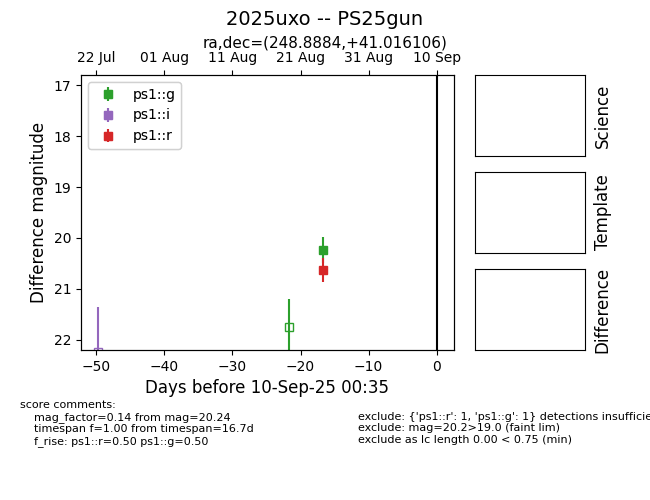 2025uxo -- PS25gun
ra,dec=(248.8884,+41.016106)
22 Jul 01 Aug 11 Aug 21 Aug 31 Aug 10 Sep
ps1::g
ps1::i
ps1::r
17
18
19
20
21
22
Difference magnitude
−50 −40 −30 −20 −10 0
Days before 10-Sep-25 00:35
Science
Template
Difference
score comments:
mag_factor=0.14 from mag=20.24
timespan f=1.00 from timespan=16.7d
f_rise: ps1::r=0.50 ps1::g=0.50
exclude: {'ps1::r': 1, 'ps1::g': 1} detections insufficie
exclude: mag=20.2>19.0 (faint lim)
exclude as lc length 0.00 < 0.75 (min)